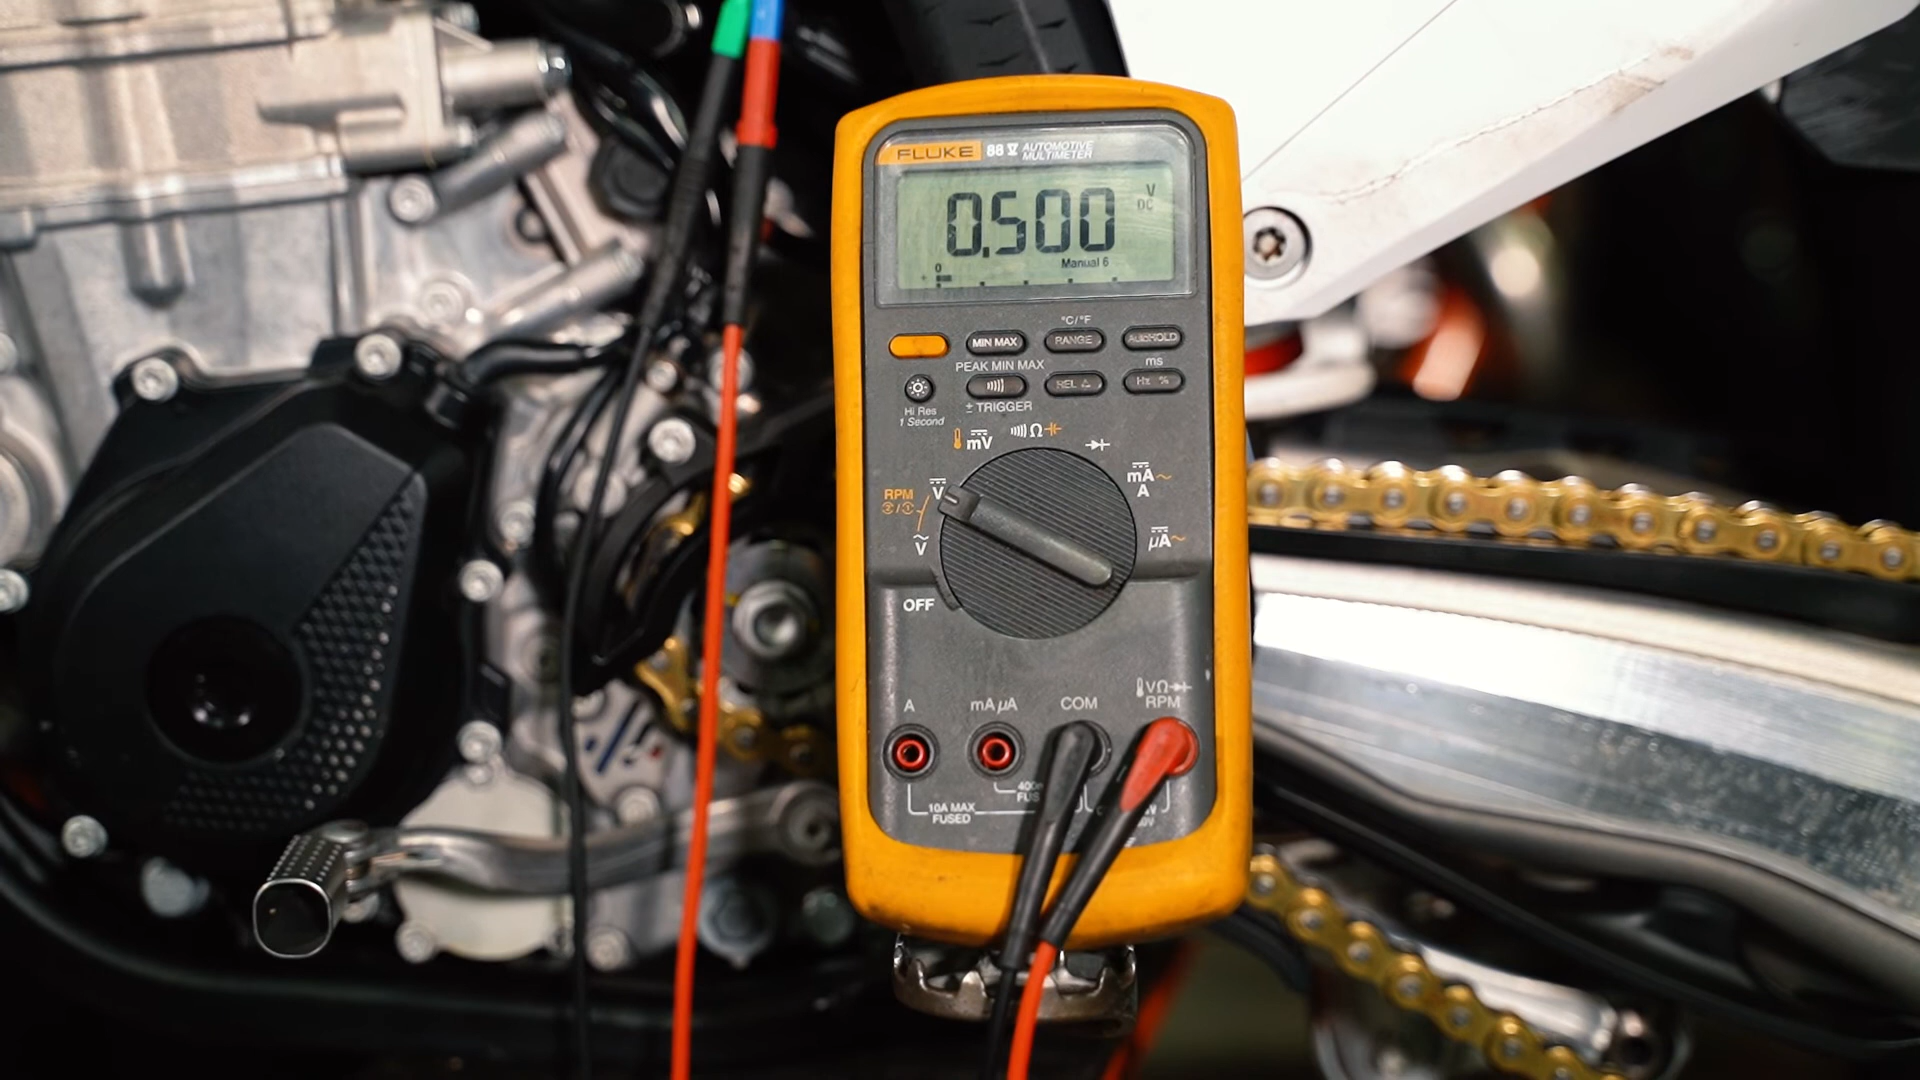 FLUKE 88 V AUTOMOTIVE MULTIMETER
0.500 V DC
Manual 6
0
MIN MAX
°C/°F
RANGE
AutoHOLD
PEAK MIN MAX
ms
REL Δ
Hz %
Hi Res
1 Second
± TRIGGER
mV
Ω
mA
A
RPM
V
V
µA
OFF
A
mA µA
COM
VΩ
RPM
10A MAX
FUSED